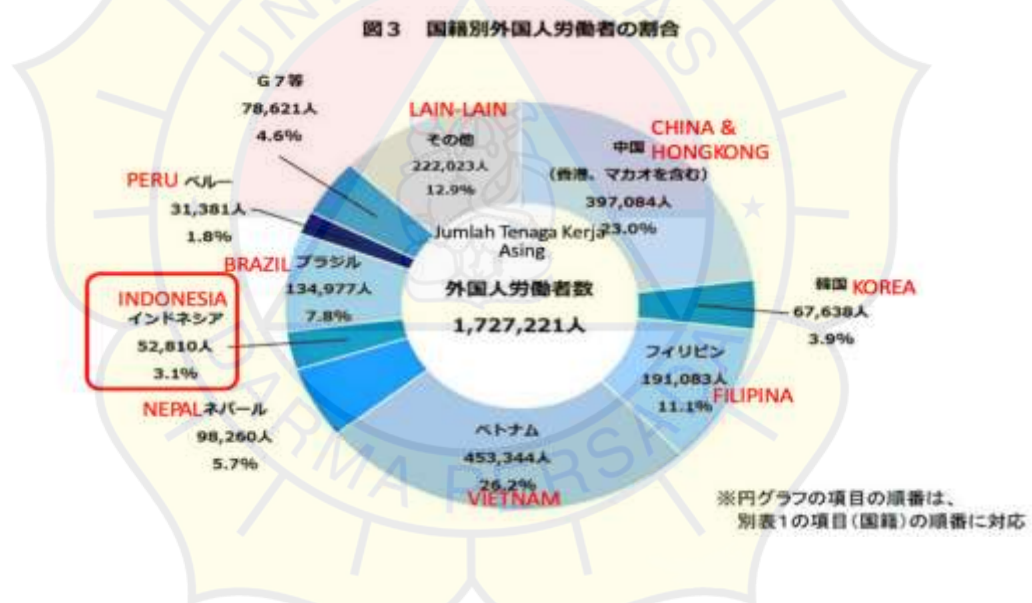 図3 国籍別外国人労働者の割合
G7等
78,621人
4.6%
LAIN-LAIN
その他
222,023人
12.9%
CHINA &
HONGKONG
中国
(香港、マカオを含む)
397,084人
23.0%
PERU ペルー
31,381人
1.8%
Jumlah Tenaga Kerja
Asing
外国人労働者数
1,727,221人
BRAZIL ブラジル
134,977人
7.8%
韓国 KOREA
67,638人
3.9%
INDONESIA
インドネシア
52,810人
3.1%
フィリピン
191,083人
11.1%
FILIPINA
NEPAL ネパール
98,260人
5.7%
ベトナム
453,344人
26.2%
VIETNAM
※円グラフの項目の順番は、
別表1の項目(国籍)の順番に対応
DARMA PERSA